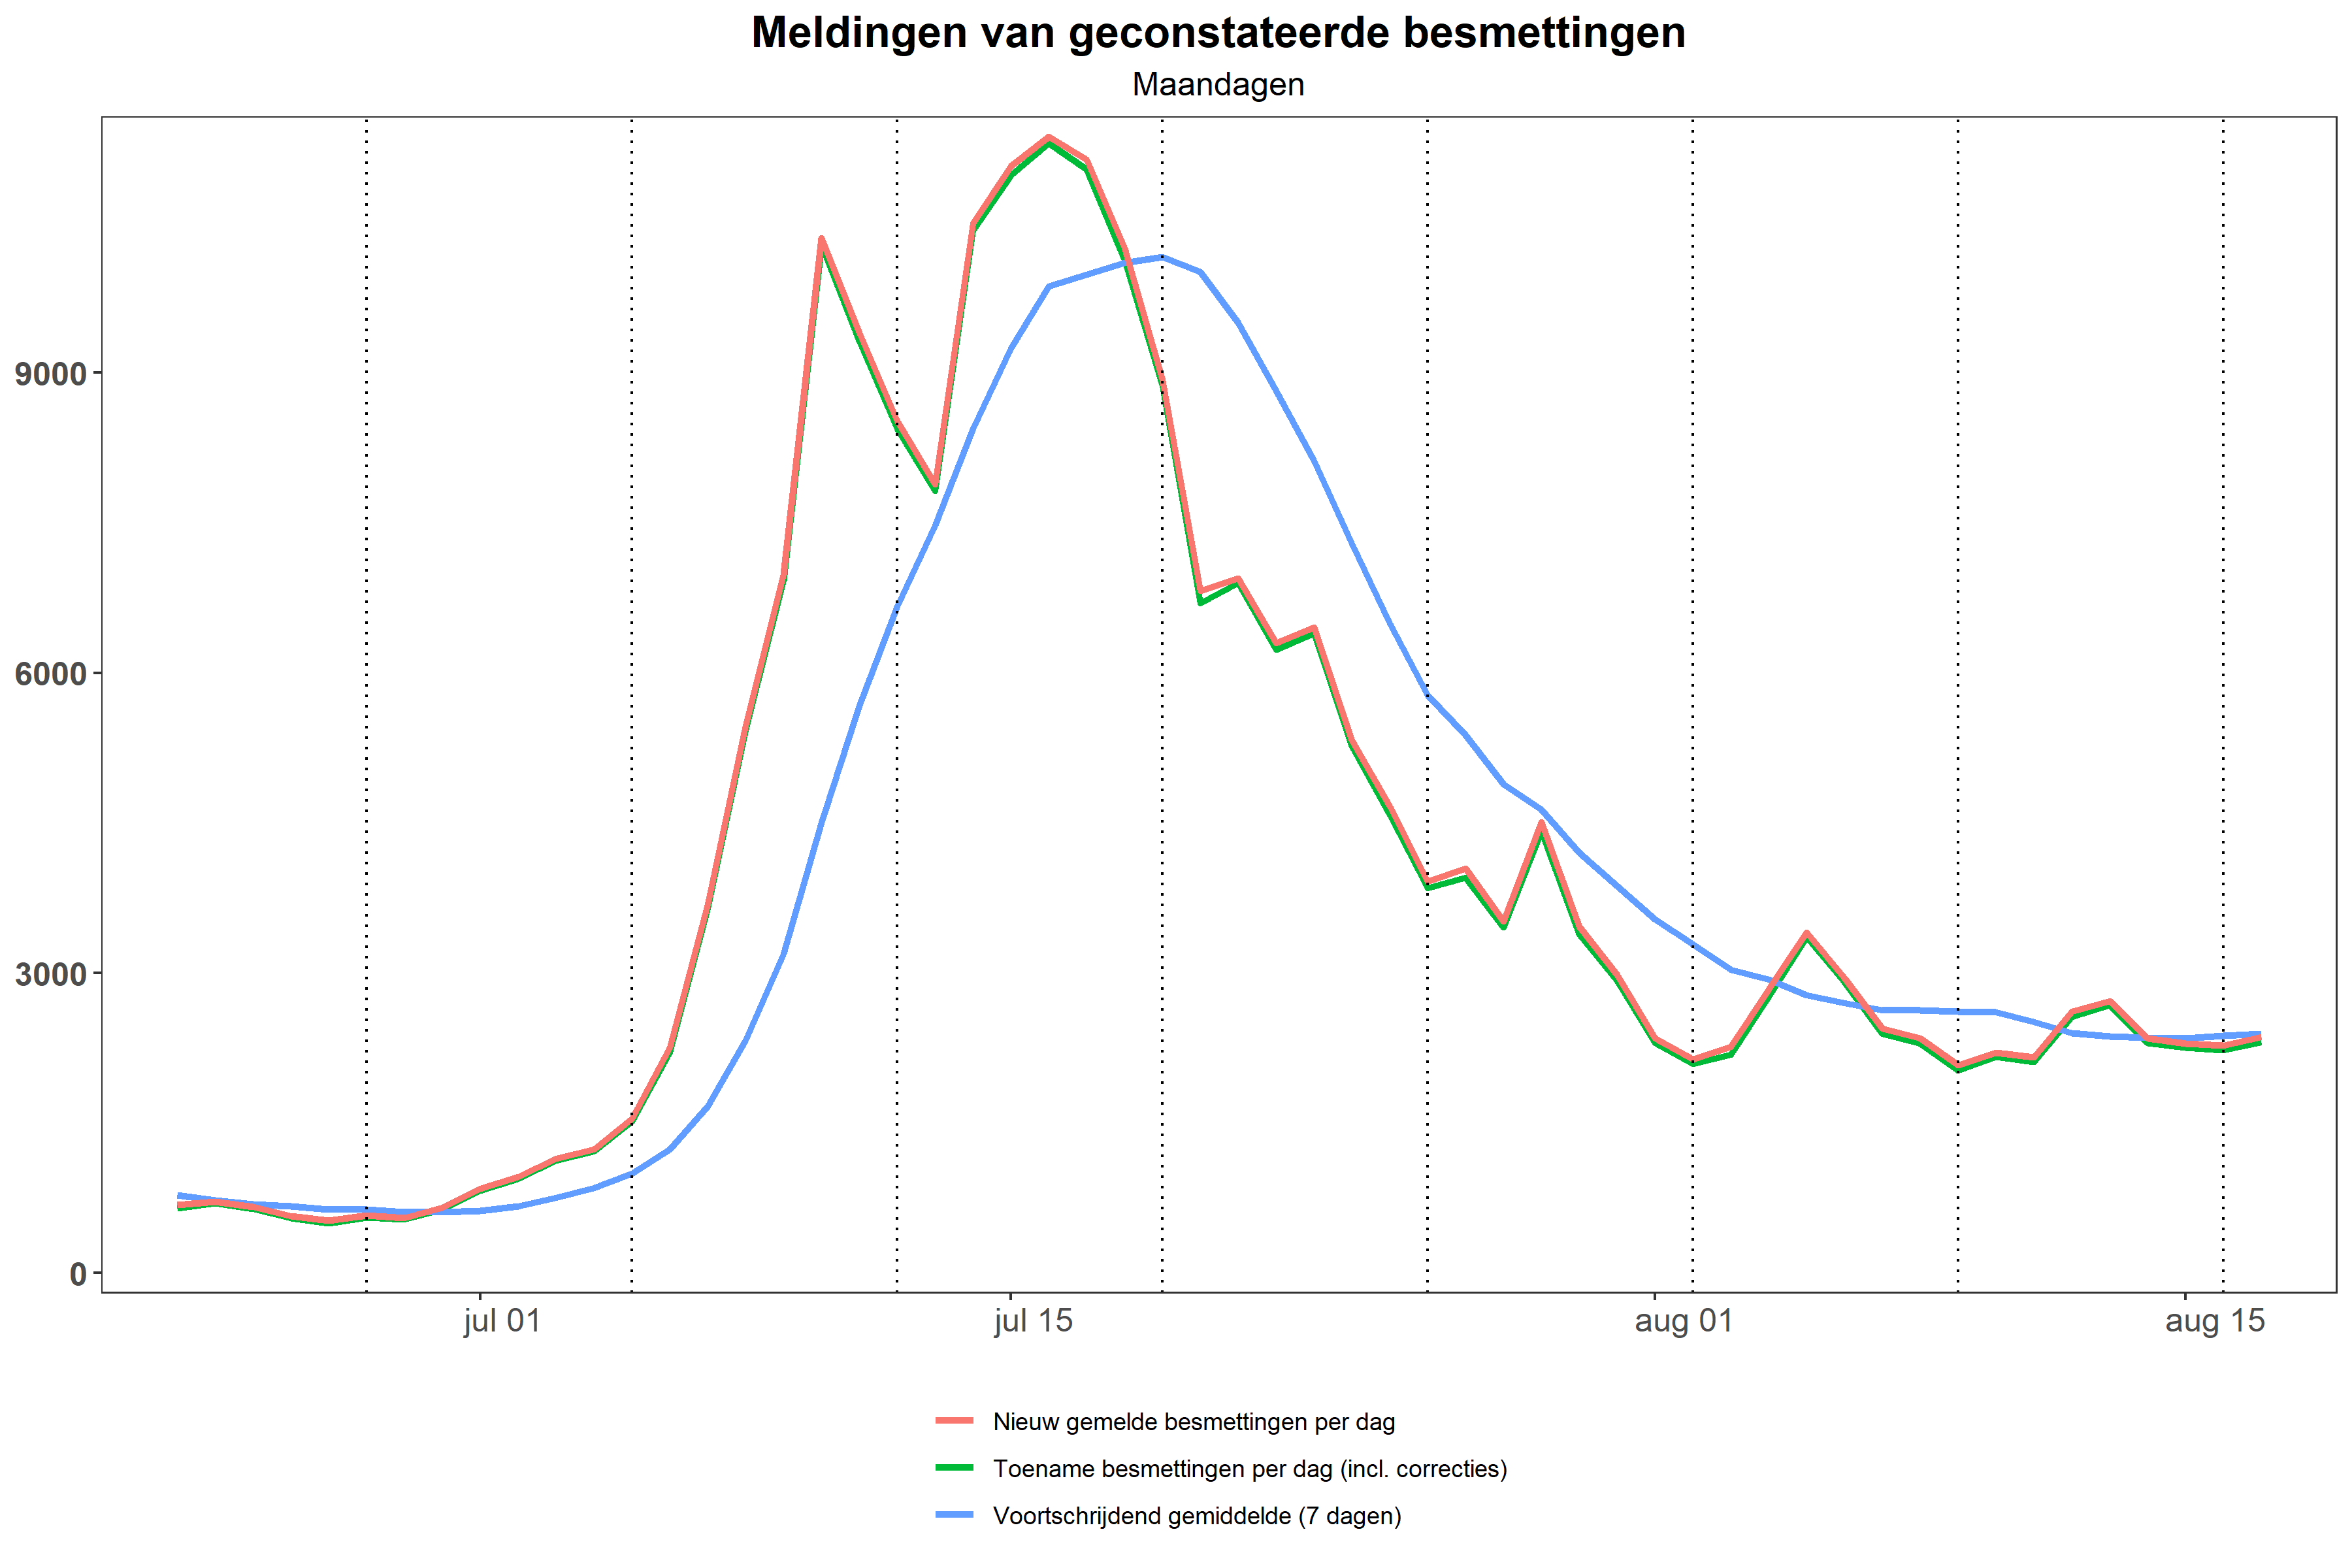 Meldingen van geconstateerde besmettingen
Maandagen
9000
6000
3000
0
jul 01
jul 15
aug 01
aug 15
Nieuw gemelde besmettingen per dag
Toename besmettingen per dag (incl. correcties)
Voortschrijdend gemiddelde (7 dagen)